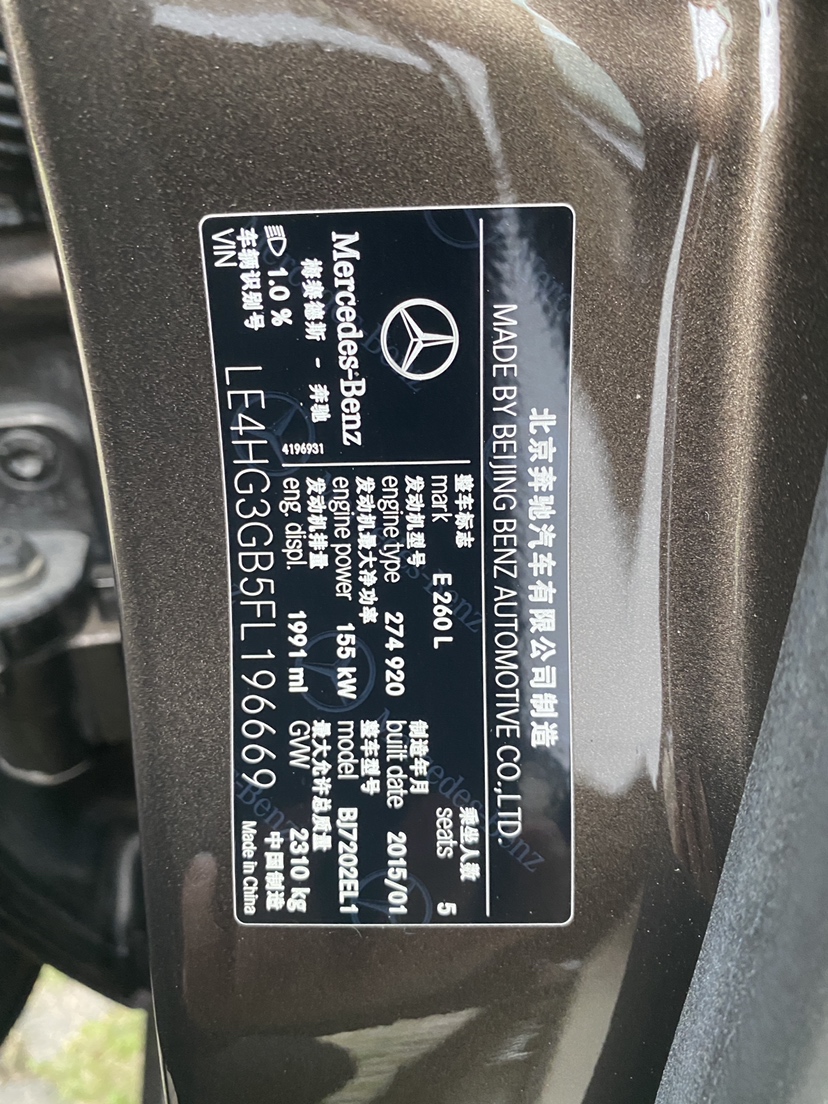 北京奔驰汽车有限公司制造
MADE BY BEIJING BENZ AUTOMOTIVE CO.,LTD.
整车标志
mark E 260 L
乘坐人数
seats 5
发动机型号
engine type 274 920
制造年月
built date 2015/01
发动机最大净功率
engine power 155 kW
整车型号
model BJ7202EL1
发动机排量
eng. displ. 1991 ml
最大允许总质量
GVW 2310 kg
Mercedes-Benz
梅赛德斯 - 奔驰
4196931
1.0 %
车辆识别号
VIN LE4HG3GB5FL196669
中国制造
Made in China